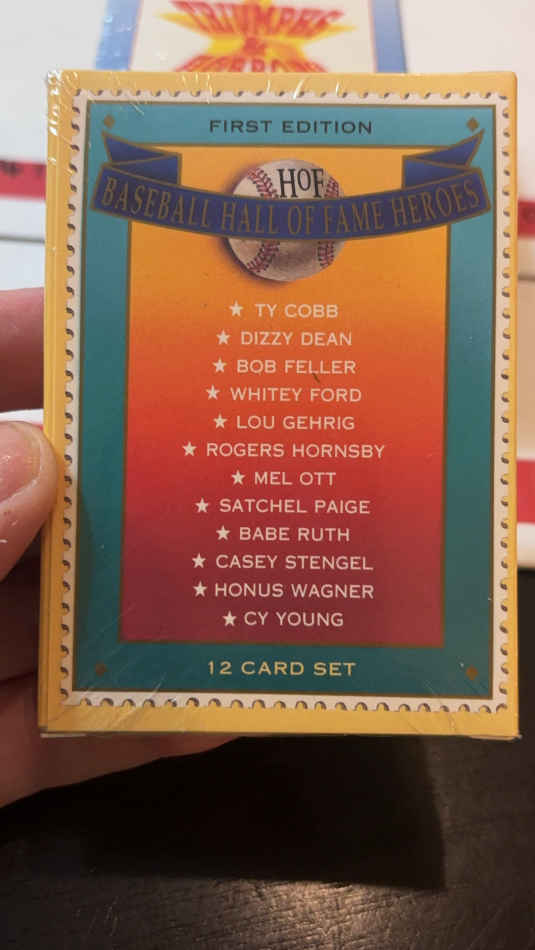 TRIUMPHS
&
FIRST EDITION
HOF
BASEBALL HALL OF FAME HEROES
★ TY COBB
★ DIZZY DEAN
★ BOB FELLER
★ WHITEY FORD
★ LOU GEHRIG
★ ROGERS HORNSBY
★ MEL OTT
★ SATCHEL PAIGE
★ BABE RUTH
★ CASEY STENGEL
★ HONUS WAGNER
★ CY YOUNG
12 CARD SET